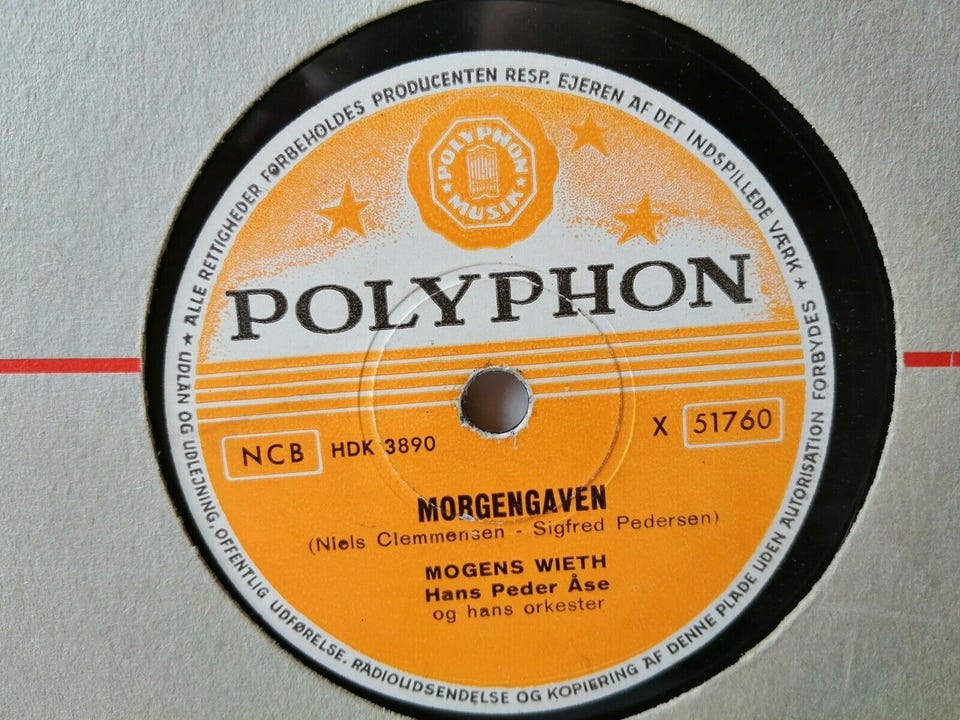 ★ ALLE RETTIGHEDER FORBEHOLDES PRODUCENTEN RESP. EJEREN AF DET INDSPILLEDE VÆRK ★
UDLAN OG UDLEJNING, OFFENTLIG UDFØRELSE, RADIOUDSENDELSE OG KOPIERING AF DENNE PLADE UDEN AUTORISATION FORBYDES
POLYPHON
MUSIK
POLYPHON
NCB HDK 3890
X 51760
MORGENGAVEN
(Niels Clemmensen - Sigfred Pedersen)
MOGENS WIETH
Hans Peder Åse
og hans orkester